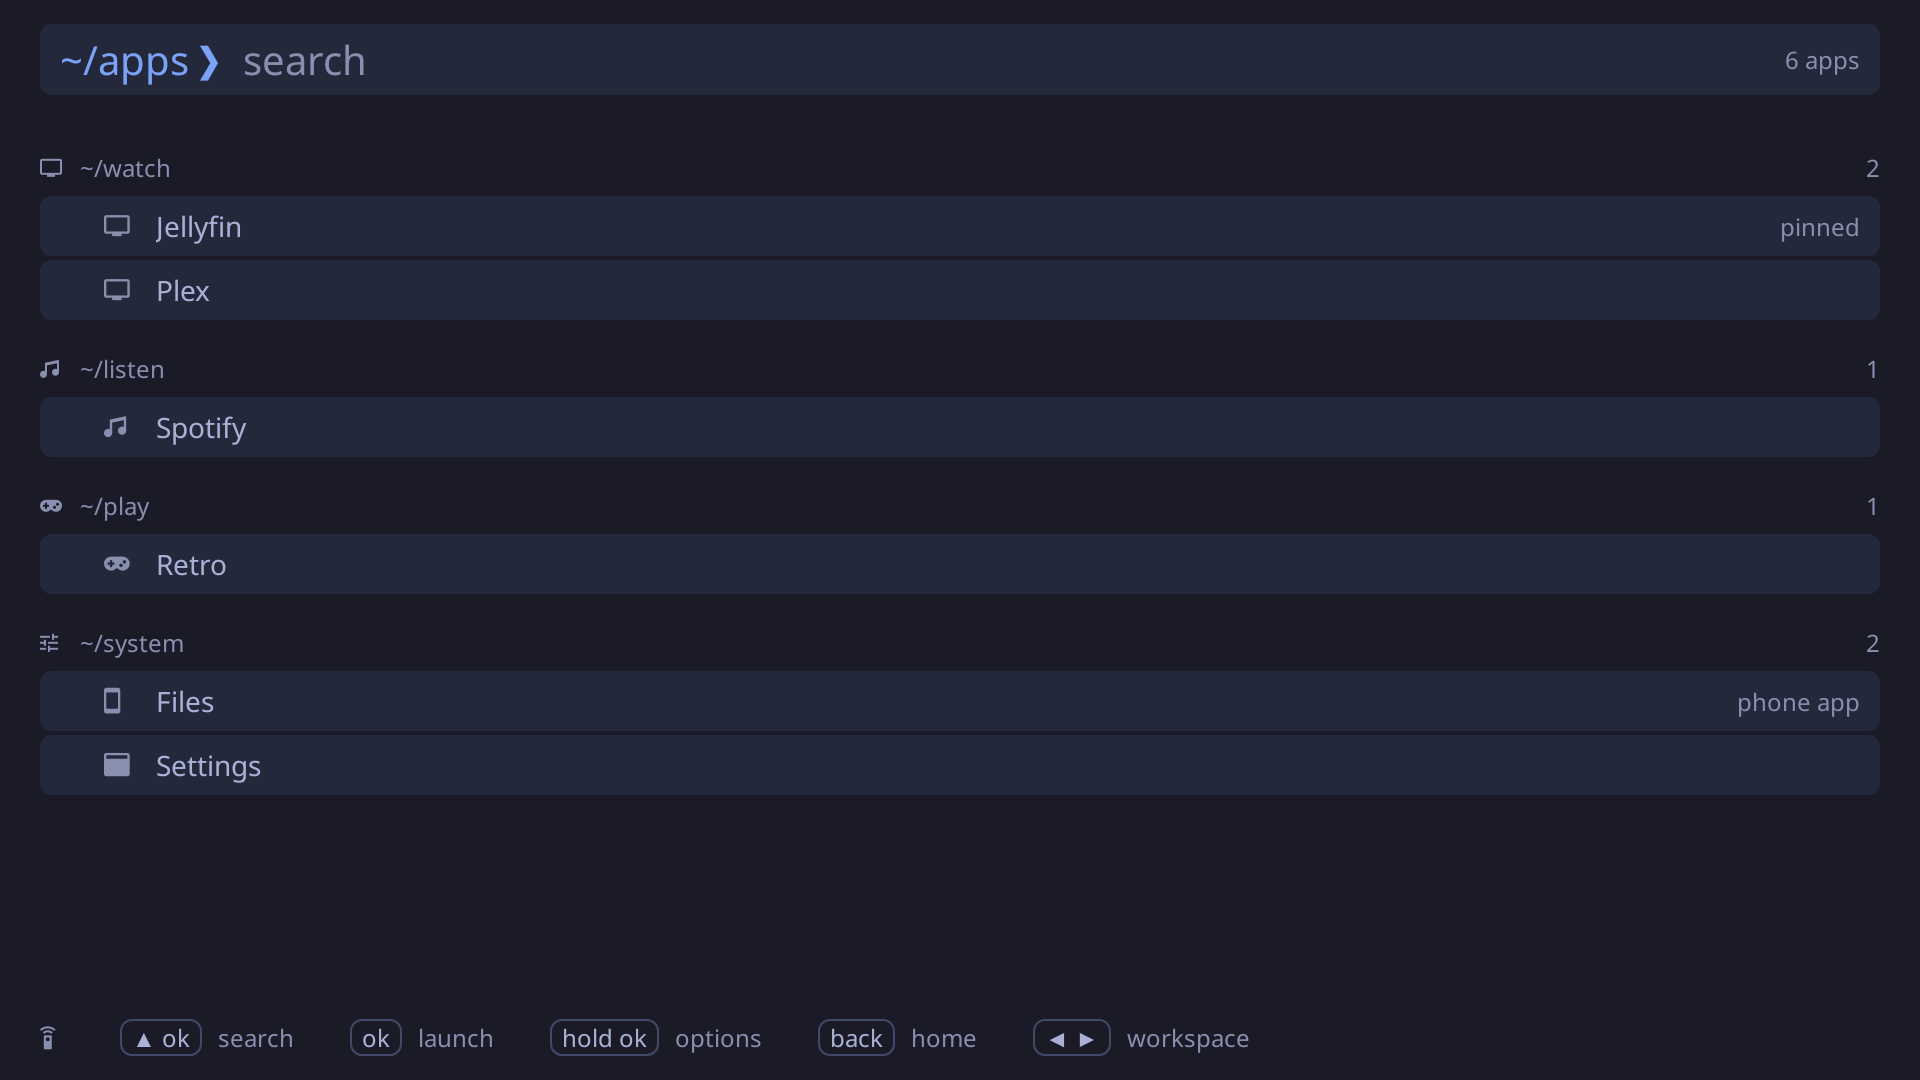 ~/apps ❯ search 6 apps
~/watch 2
Jellyfin pinned
Plex
~/listen 1
Spotify
~/play 1
Retro
~/system 2
Files phone app
Settings
▲ ok search ok launch hold ok options back home ◀ ▶ workspace